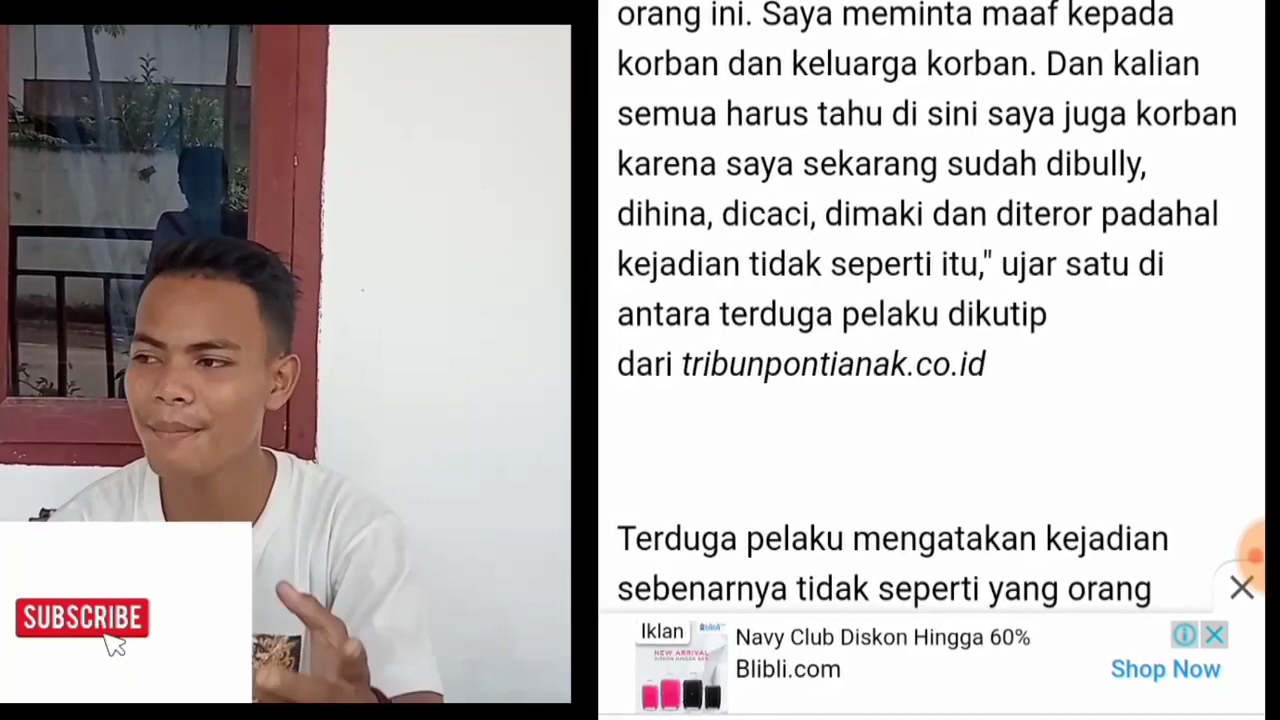 orang ini. Saya meminta maaf kepada
korban dan keluarga korban. Dan kalian
semua harus tahu di sini saya juga korban
karena saya sekarang sudah dibully,
dihina, dicaci, dimaki dan diteror padahal
kejadian tidak seperti itu," ujar satu di
antara terduga pelaku dikutip
dari tribunpontianak.co.id
Terduga pelaku mengatakan kejadian
sebenarnya tidak seperti yang orang
SUBSCRIBE
Iklan
blibli
NEW ARRIVAL
Navy Club Diskon Hingga 60%
Blibli.com
Shop Now